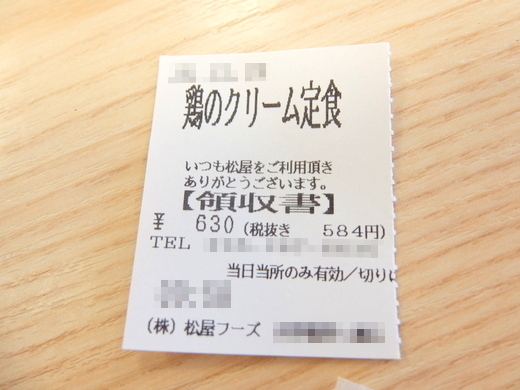 鶏のクリーム定食
いつも松屋をご利用頂き
ありがとうございます。
【領収書】
¥ 630 (税抜き 584円)
TEL
当日当所のみ有効/切り
(株) 松屋フーズ